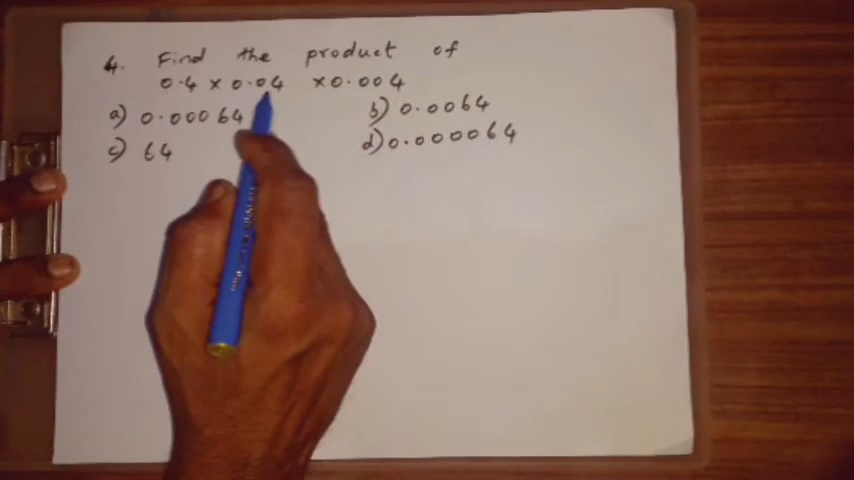 4. Find the product of
0.4 × 0.04 × 0.004
a) 0.00064 b) 0.0064
c) 64 d) 0.000064